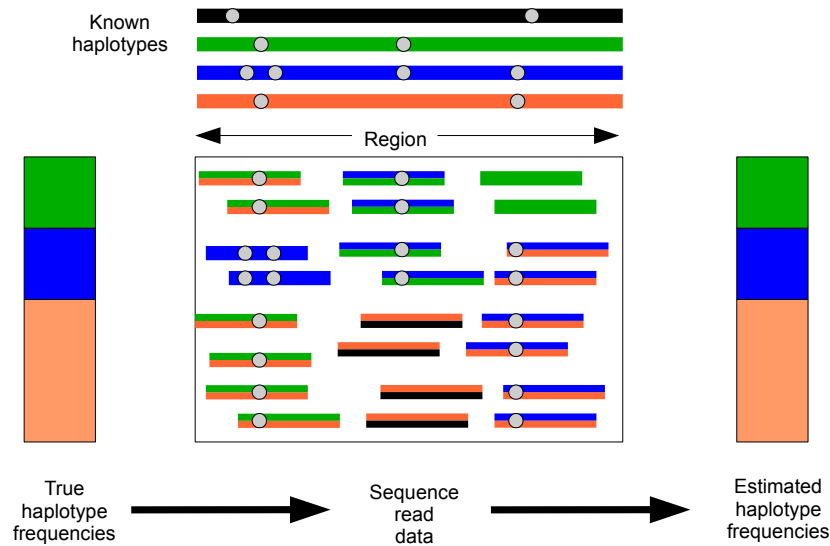 Known
haplotypes
Region
True
haplotype
frequencies
Sequence
read
data
Estimated
haplotype
frequencies